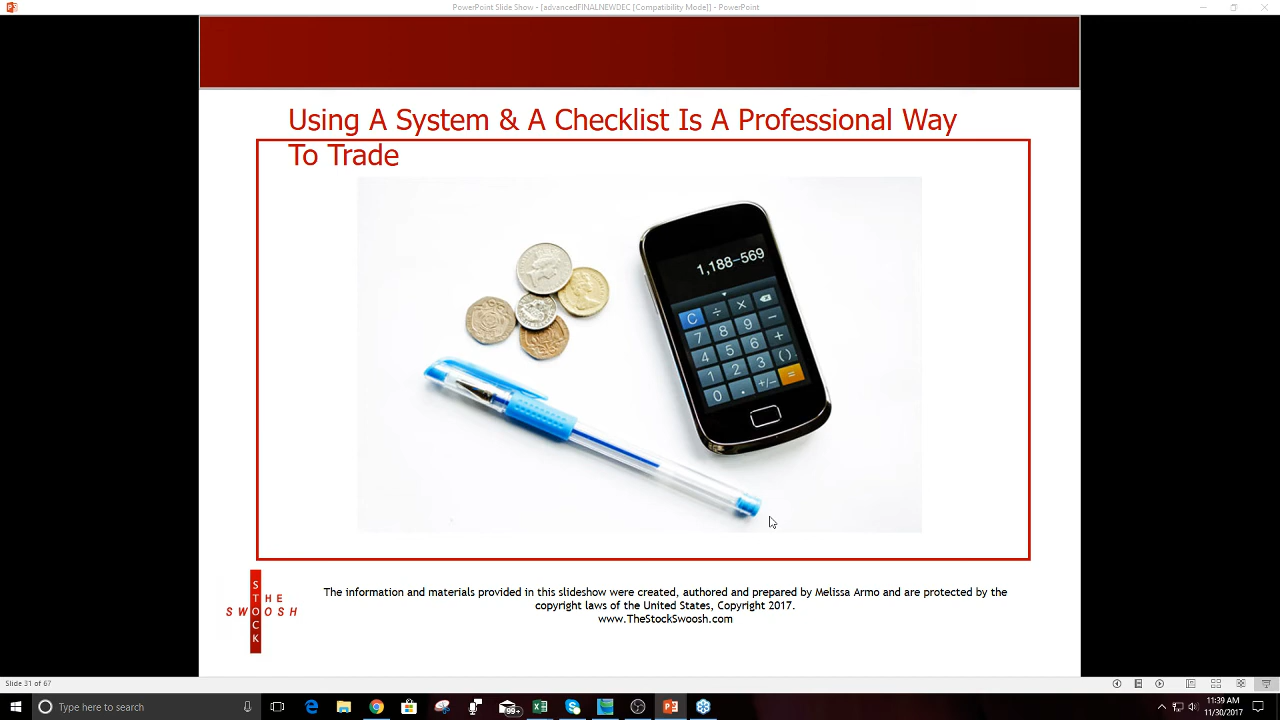 PowerPoint Slide Show - [advancedFINALNEWDEC [Compatibility Mode]] - PowerPoint
Using A System & A Checklist Is A Professional Way
To Trade
1,188-569
C ÷ ×
7 8 9 −
4 5 6 +
1 2 3 ()
0 . +/- =
STOCK
THE
SWOOSH
The information and materials provided in this slideshow were created, authored and prepared by Melissa Armo and are protected by the
copyright laws of the United States, Copyright 2017.
www.TheStockSwoosh.com
Slide 31 of 67
Type here to search
99+
11:39 AM
11/30/2017